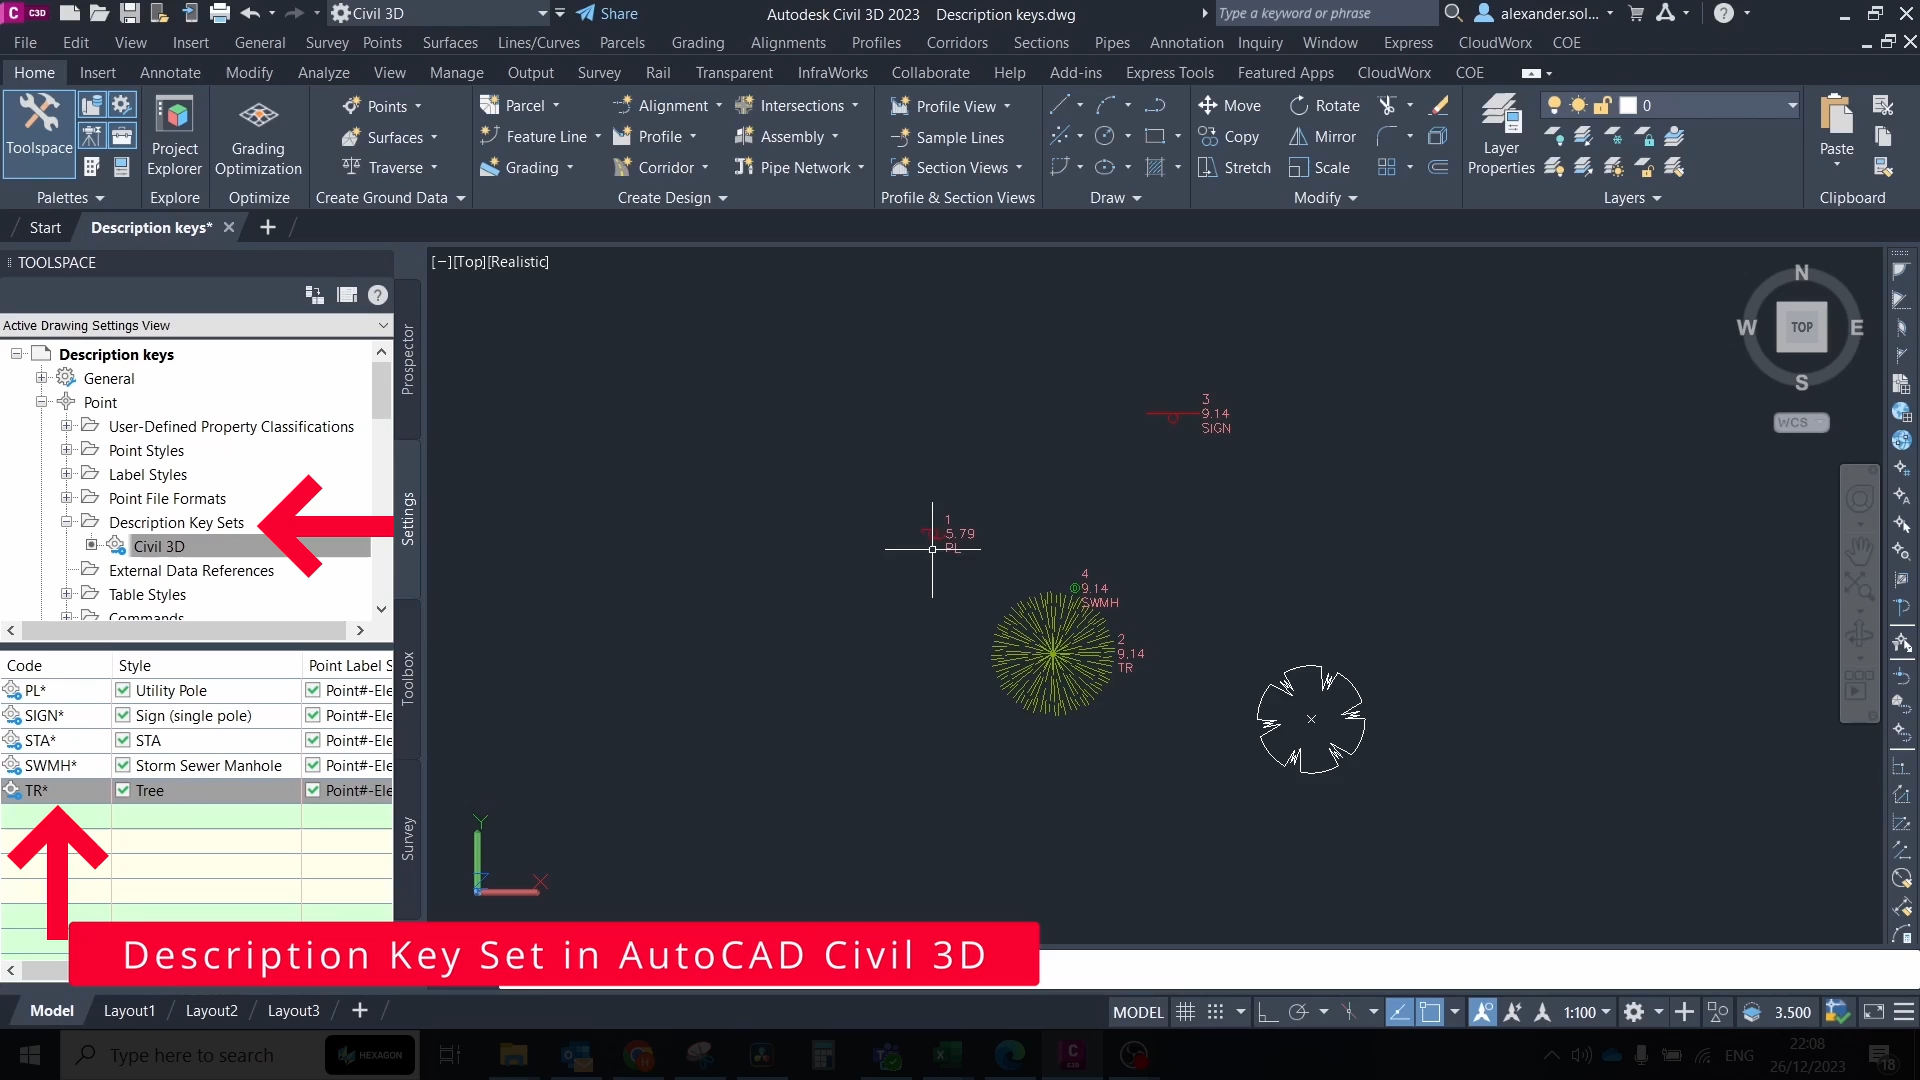 C C3D Civil 3D Share Autodesk Civil 3D 2023 Description keys.dwg Type a keyword or phrase alexander.sol...
File Edit View Insert General Survey Points Surfaces Lines/Curves Parcels Grading Alignments Profiles Corridors Sections Pipes Annotation Inquiry Window Express CloudWorx COE
Home Insert Annotate Modify Analyze View Manage Output Survey Rail Transparent InfraWorks Collaborate Help Add-ins Express Tools Featured Apps CloudWorx COE
Points Parcel Alignment Intersections Profile View Move Rotate 0
Toolspace Project Explorer Grading Optimization Surfaces Feature Line Profile Assembly Sample Lines Copy Mirror Layer Properties Paste
Traverse Grading Corridor Pipe Network Section Views Stretch Scale
Palettes Explore Optimize Create Ground Data Create Design Profile & Section Views Draw Modify Layers Clipboard
Start Description keys*
TOOLSPACE
[−][Top][Realistic]
Active Drawing Settings View
Description keys
General
Point
User-Defined Property Classifications
Point Styles
Label Styles
Point File Formats
Description Key Sets
Civil 3D
External Data References
Table Styles
Commands
Prospector
Settings
Toolbox
Survey
Code Style Point Label S
PL* Utility Pole Point#-Ele
SIGN* Sign (single pole) Point#-Ele
STA* STA Point#-Ele
SWMH* Storm Sewer Manhole Point#-Ele
TR* Tree Point#-Ele
N
W TOP E
S
WCS
3
9.14
SIGN
1
5.79
PL
4
9.14
SWMH
2
9.14
TR
Y
Z
X
Description Key Set in AutoCAD Civil 3D
Model Layout1 Layout2 Layout3 MODEL 1:100 3.500
Type here to search HEXAGON ENG 22:08
26/12/2023 18